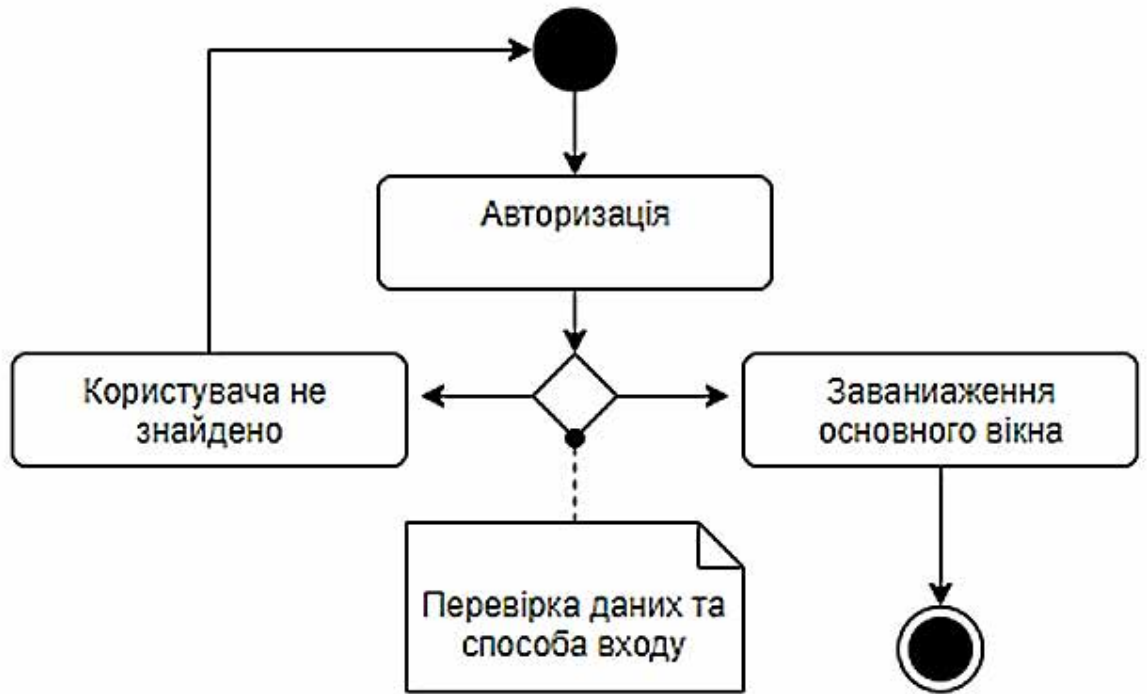 Авторизація
Користувача не
знайдено
Заваниаження
основного вікна
Перевірка даних та
способа входу